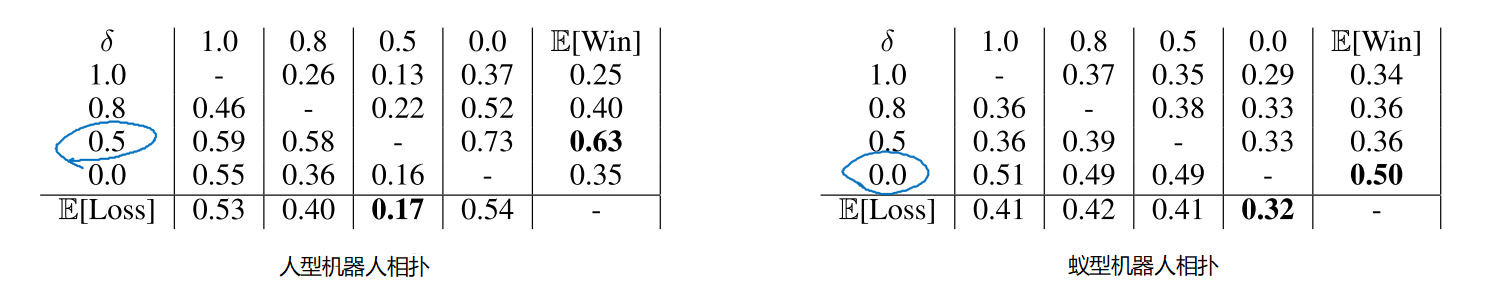 δ 1.0 0.8 0.5 0.0 𝔼[Win]
1.0 - 0.26 0.13 0.37 0.25
0.8 0.46 - 0.22 0.52 0.40
0.5 0.59 0.58 - 0.73 0.63
0.0 0.55 0.36 0.16 - 0.35
𝔼[Loss] 0.53 0.40 0.17 0.54 -
人型机器人相扑
δ 1.0 0.8 0.5 0.0 𝔼[Win]
1.0 - 0.37 0.35 0.29 0.34
0.8 0.36 - 0.38 0.33 0.36
0.5 0.36 0.39 - 0.33 0.36
0.0 0.51 0.49 0.49 - 0.50
𝔼[Loss] 0.41 0.42 0.41 0.32 -
蚁型机器人相扑